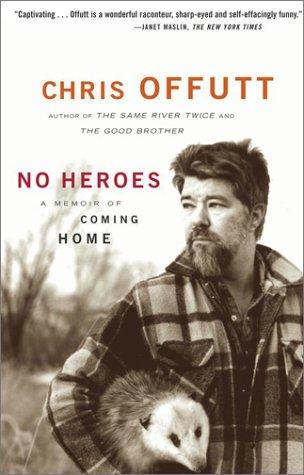 "Captivating . . . Offutt is a wonderful raconteur, sharp-eyed and self-effacingly funny."
—JANET MASLIN, THE NEW YORK TIMES
CHRIS OFFUTT
AUTHOR OF THE SAME RIVER TWICE AND
THE GOOD BROTHER
NO HEROES
A MEMOIR OF
COMING
HOME